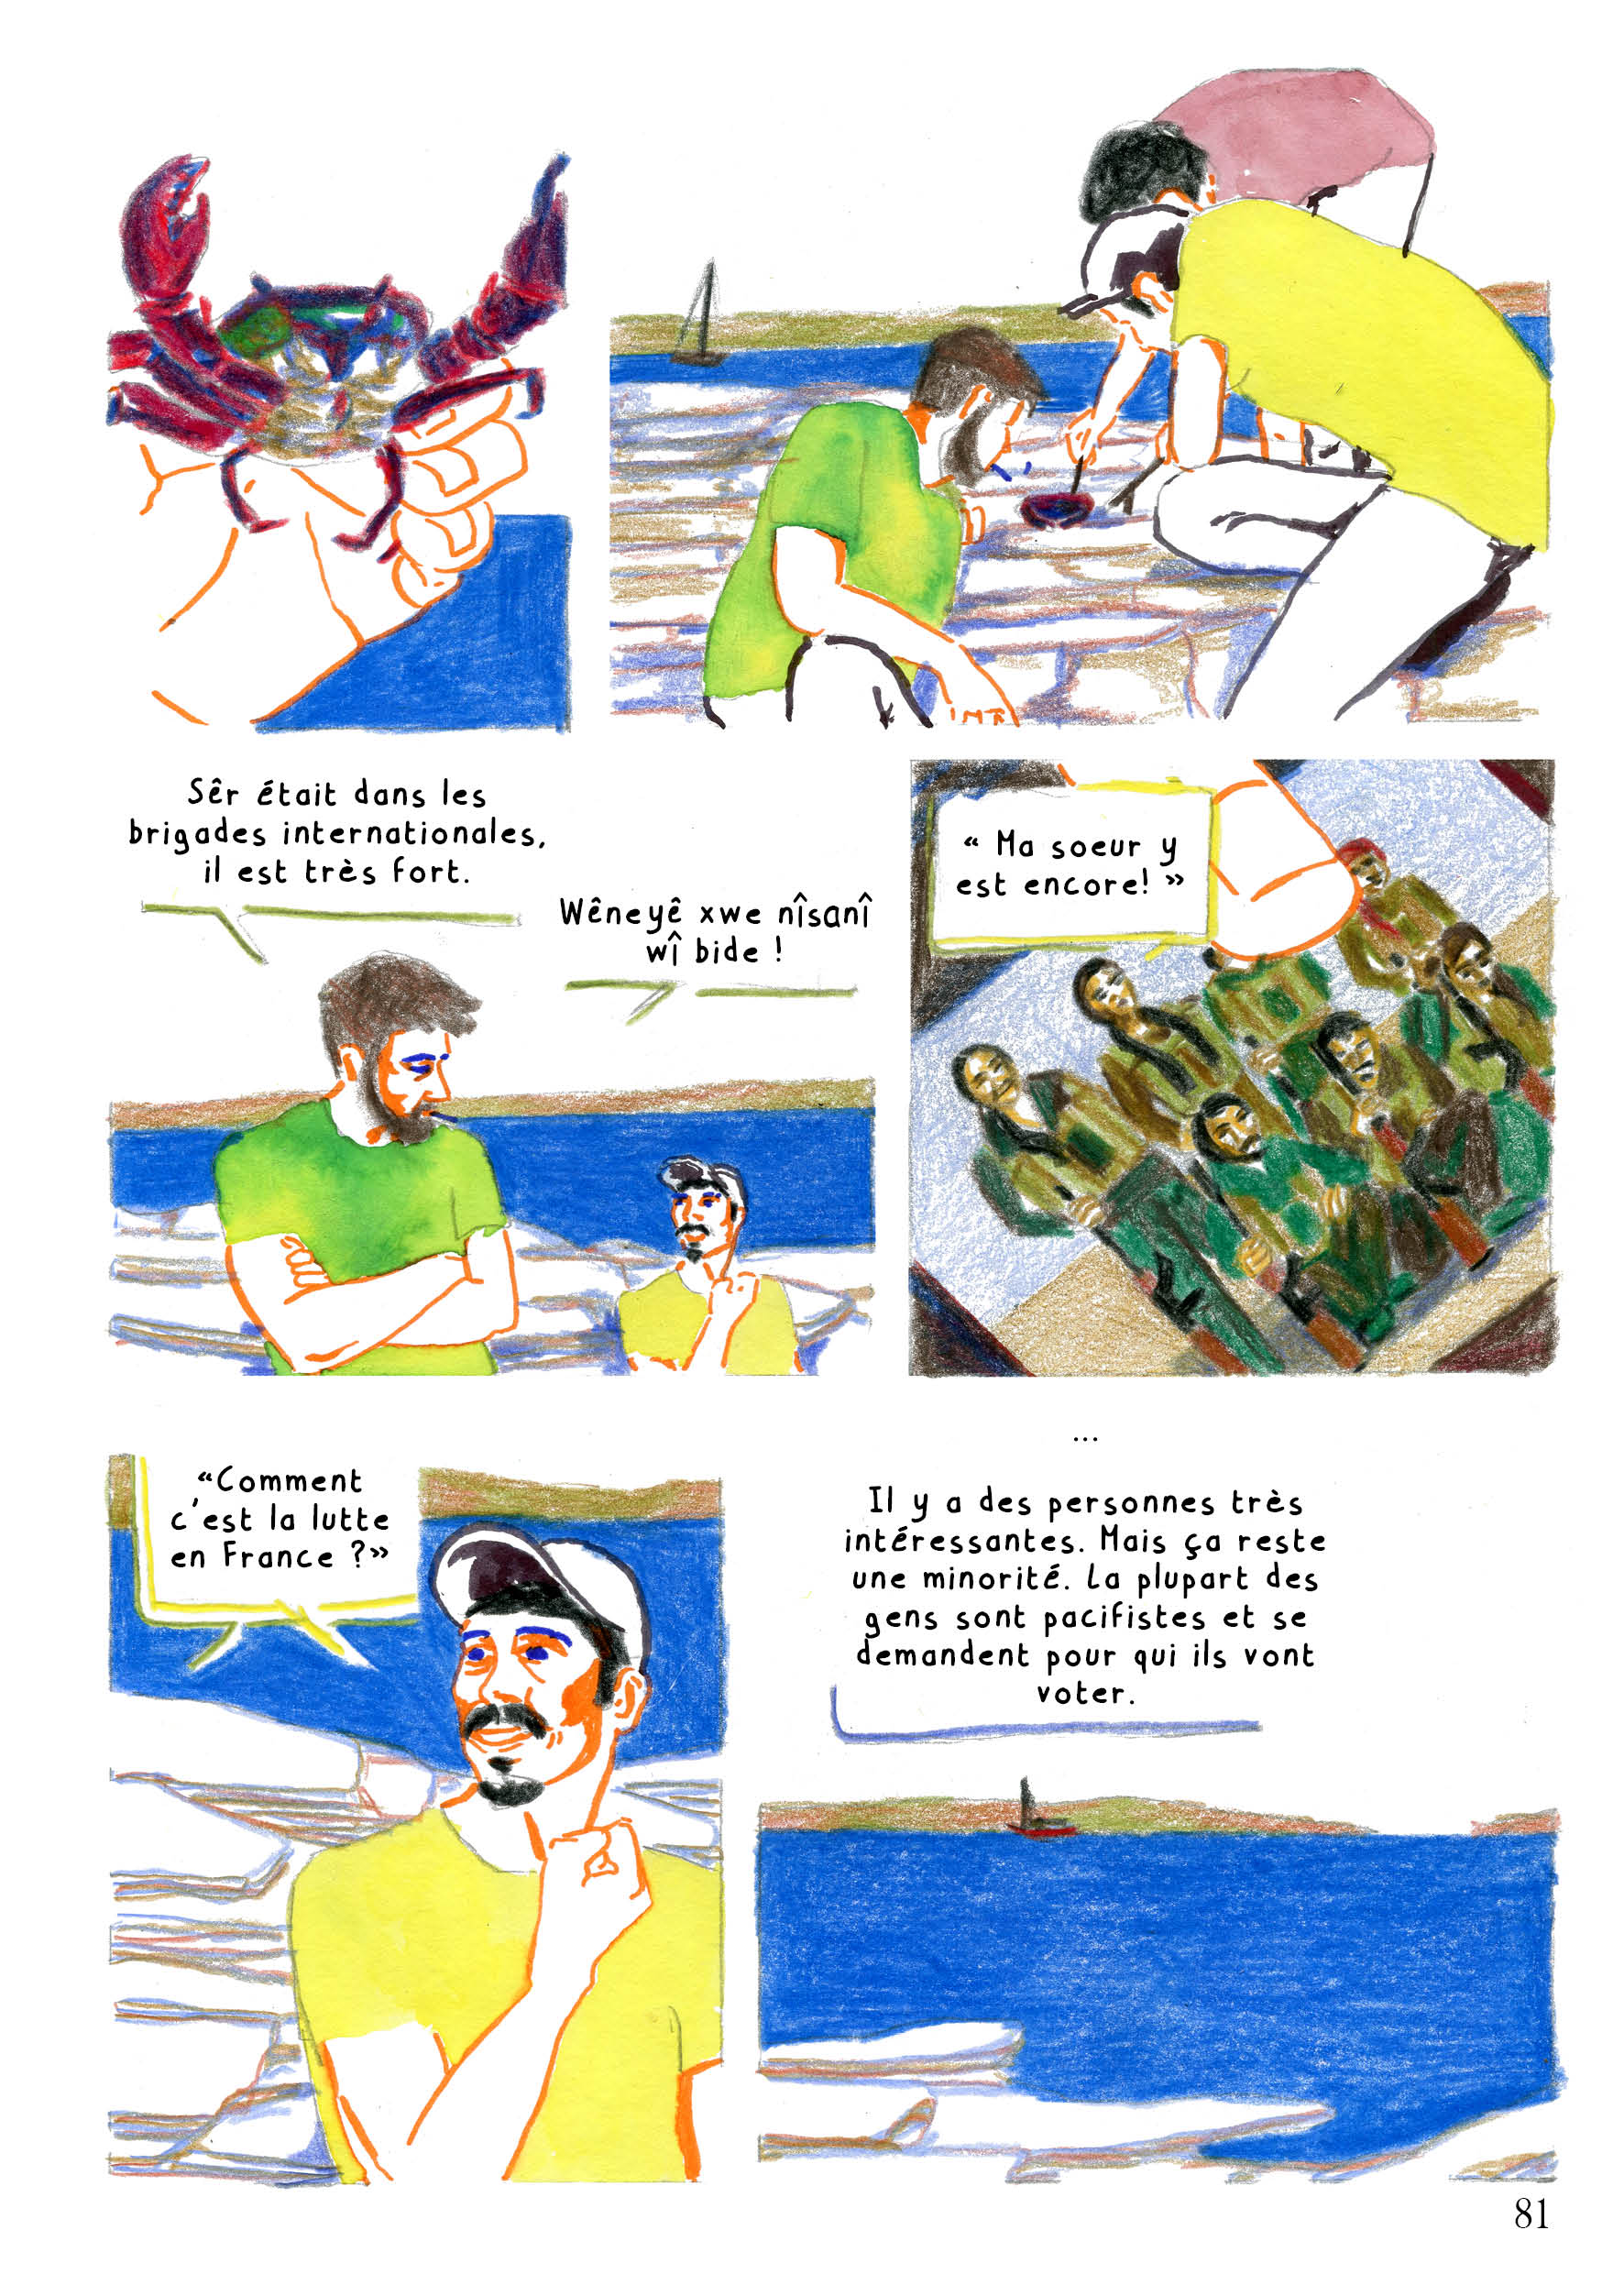 Sêr était dans les
brigades internationales,
il est très fort.
Wêneyê xwe nîsanî
wî bide !
“ Ma soeur y
est encore! ”
“Comment
c'est la lutte
en France ?”
...
Il y a des personnes très
intéressantes. Mais ça reste
une minorité. La plupart des
gens sont pacifistes et se
demandent pour qui ils vont
voter.
81